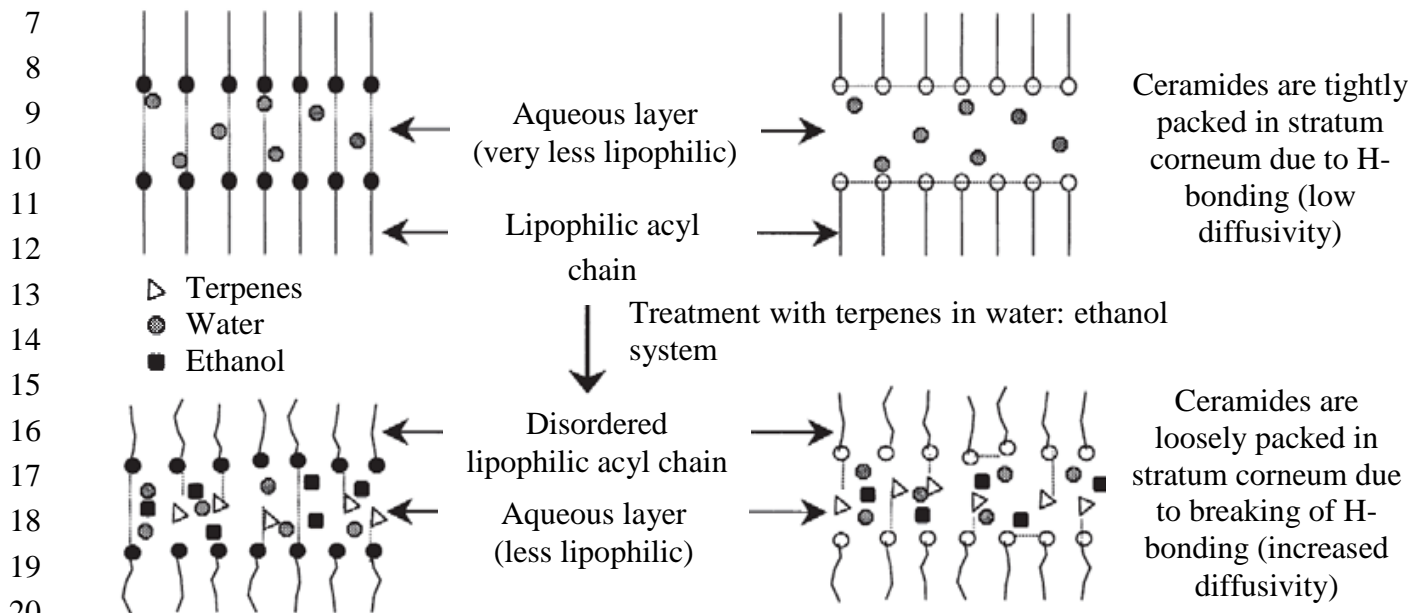 7
8
9
10
11
12
13
14
15
16
17
18
19
20
Aqueous layer
(very less lipophilic)
Lipophilic acyl
chain
Ceramides are tightly
packed in stratum
corneum due to H-
bonding (low
diffusivity)
Terpenes
Water
Ethanol
Treatment with terpenes in water: ethanol
system
Disordered
lipophilic acyl chain
Aqueous layer
(less lipophilic)
Ceramides are
loosely packed in
stratum corneum due
to breaking of H-
bonding (increased
diffusivity)